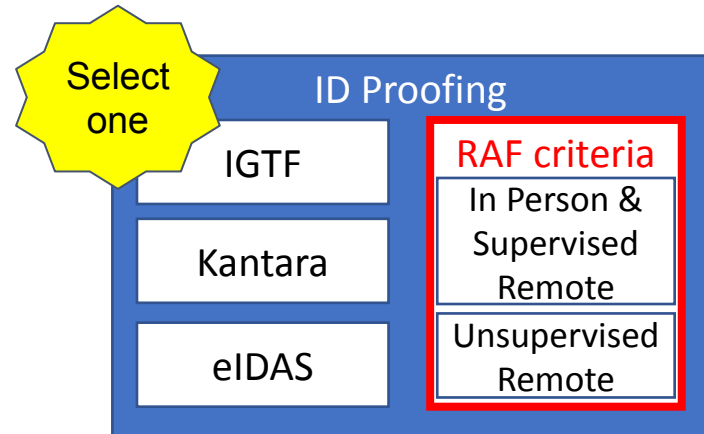 Select
one
ID Proofing
IGTF
Kantara
eIDAS
RAF criteria
In Person &
Supervised
Remote
Unsupervised
Remote